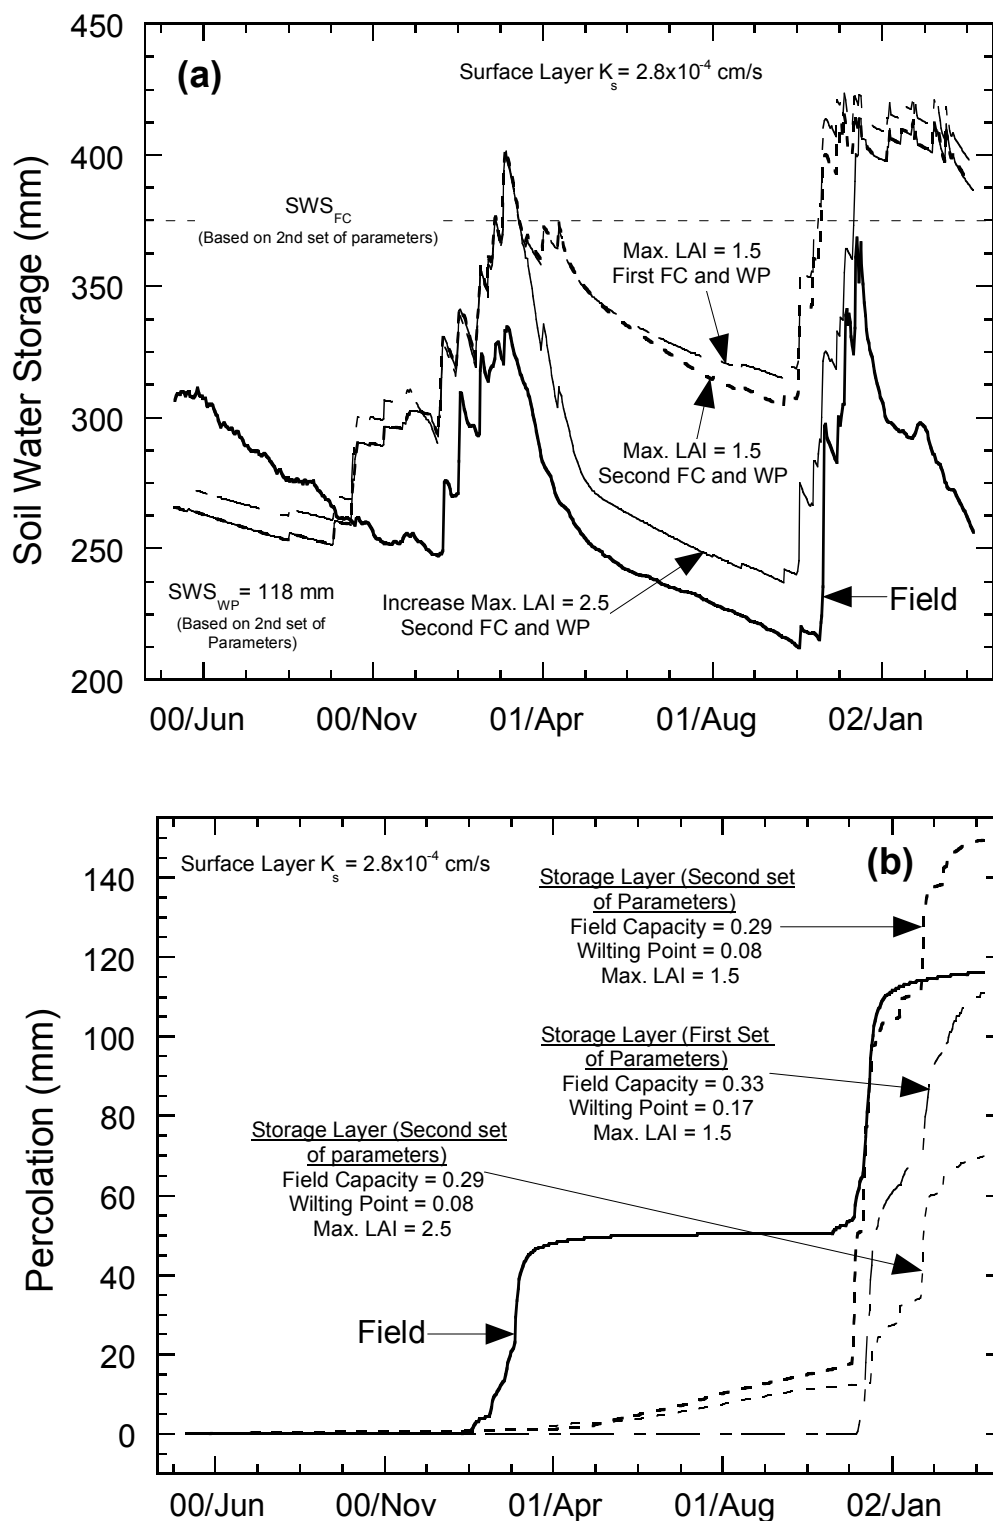 450
(a)
Surface Layer Ks = 2.8x10-4 cm/s
400
SWSFC
(Based on 2nd set of parameters)
Max. LAI = 1.5
First FC and WP
350
Soil Water Storage (mm)
300
Max. LAI = 1.5
Second FC and WP
250
SWSWP = 118 mm
(Based on 2nd set of
Parameters)
Increase Max. LAI = 2.5
Second FC and WP
Field
200
00/Jun 00/Nov 01/Apr 01/Aug 02/Jan
Surface Layer Ks = 2.8x10-4 cm/s
(b)
140
Storage Layer (Second set
of Parameters)
Field Capacity = 0.29
Wilting Point = 0.08
Max. LAI = 1.5
120
100
Storage Layer (First Set
of Parameters)
Field Capacity = 0.33
Wilting Point = 0.17
Max. LAI = 1.5
80
Percolation (mm)
Storage Layer (Second set
of parameters)
Field Capacity = 0.29
Wilting Point = 0.08
Max. LAI = 2.5
60
40
Field
20
0
00/Jun 00/Nov 01/Apr 01/Aug 02/Jan